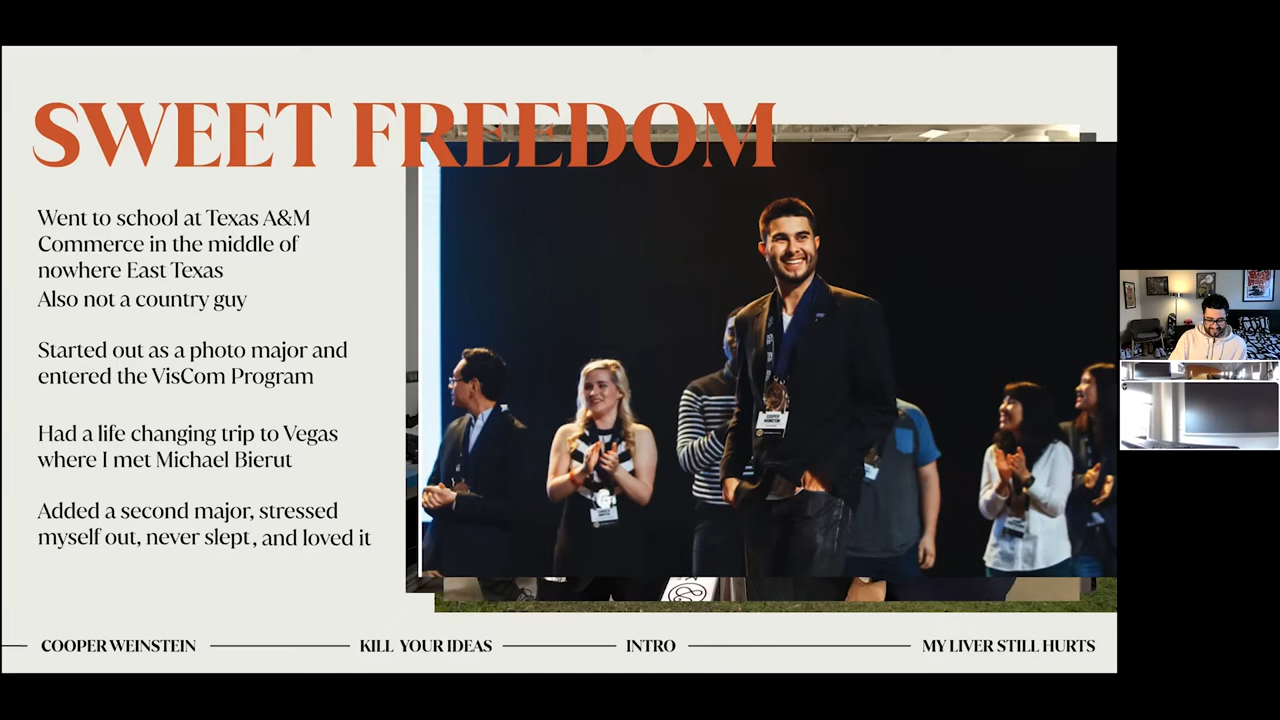 SWEET FREEDOM
Went to school at Texas A&M
Commerce in the middle of
nowhere East Texas
Also not a country guy
Started out as a photo major and
entered the VisCom Program
Had a life changing trip to Vegas
where I met Michael Bierut
Added a second major, stressed
myself out, never slept, and loved it
COOPER
WEINSTEIN
COOPER WEINSTEIN
KILL YOUR IDEAS
INTRO
MY LIVER STILL HURTS